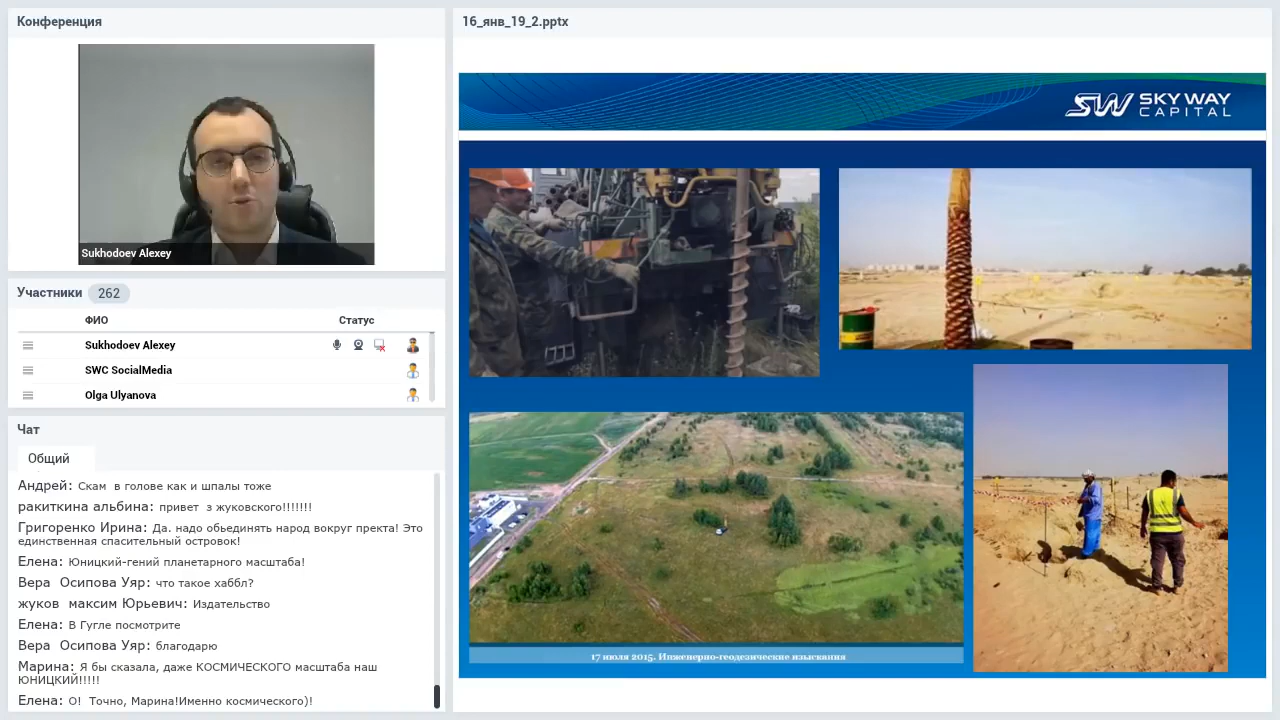 Конференция
Sukhodoev Alexey
Участники 262
ФИО Статус
Sukhodoev Alexey
SWC SocialMedia
Olga Ulyanova
Чат
Общий
Андрей: Скам в голове как и шпалы тоже
ракиткина альбина: привет з жуковского!!!!!!!
Григоренко Ирина: Да. надо обьединять народ вокруг пректа! Это
единственная спасительный островок!
Елена: Юницкий-гений планетарного масштаба!
Вера Осипова Уяр: что такое хаббл?
жуков максим Юрьевич: Издательство
Елена: В Гугле посмотрите
Вера Осипова Уяр: благодарю
Марина: Я бы сказала, даже КОСМИЧЕСКОГО масштаба наш
ЮНИЦКИЙ!!!!!
Елена: О! Точно, Марина!Именно космического)!
16_янв_19_2.pptx
SW SKY WAY
CAPITAL
17 июля 2015. Инженерно-геодезические изыскания